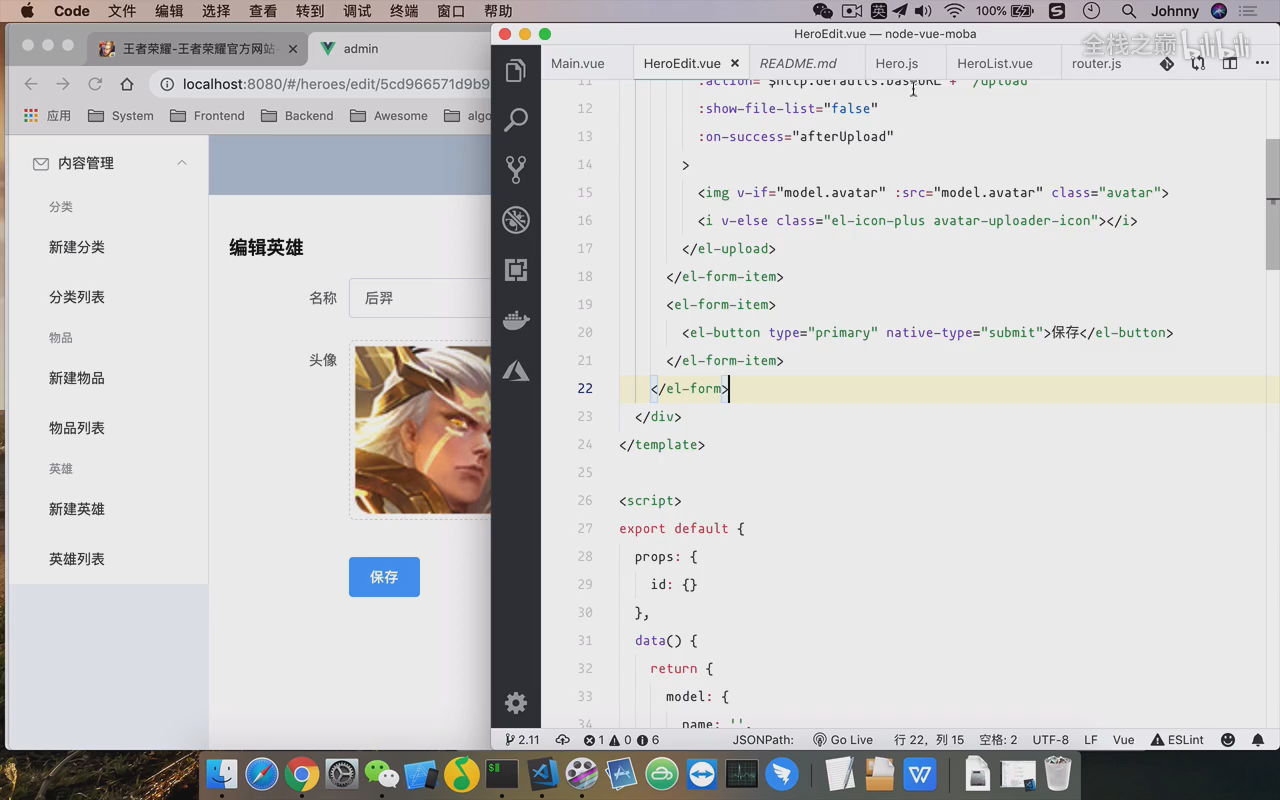 Code 文件 编辑 选择 查看 转到 调试 终端 窗口 帮助 英 100% Johnny
王者荣耀-王者荣耀官方网站- admin
localhost:8080/#/heroes/edit/5cd966571d9b9
应用 System Frontend Backend Awesome algo
内容管理
分类
新建分类
分类列表
物品
新建物品
物品列表
英雄
新建英雄
英雄列表
编辑英雄
名称 后羿
头像
保存
HeroEdit.vue — node-vue-moba
全栈之巅 bilibili
Main.vue HeroEdit.vue README.md Hero.js HeroList.vue router.js
11 :action="$http.defaults.baseURL + '/upload'
12 :show-file-list="false"
13 :on-success="afterUpload"
14 >
15 <img v-if="model.avatar" :src="model.avatar" class="avatar">
16 <i v-else class="el-icon-plus avatar-uploader-icon"></i>
17 </el-upload>
18 </el-form-item>
19 <el-form-item>
20 <el-button type="primary" native-type="submit">保存</el-button>
21 </el-form-item>
22 </el-form>
23 </div>
24 </template>
25
26 <script>
27 export default {
28 props: {
29 id: {}
30 },
31 data() {
32 return {
33 model: {
34 name: '',
2.11 1 0 6 JSONPath: Go Live 行 22，列 15 空格: 2 UTF-8 LF Vue ESLint